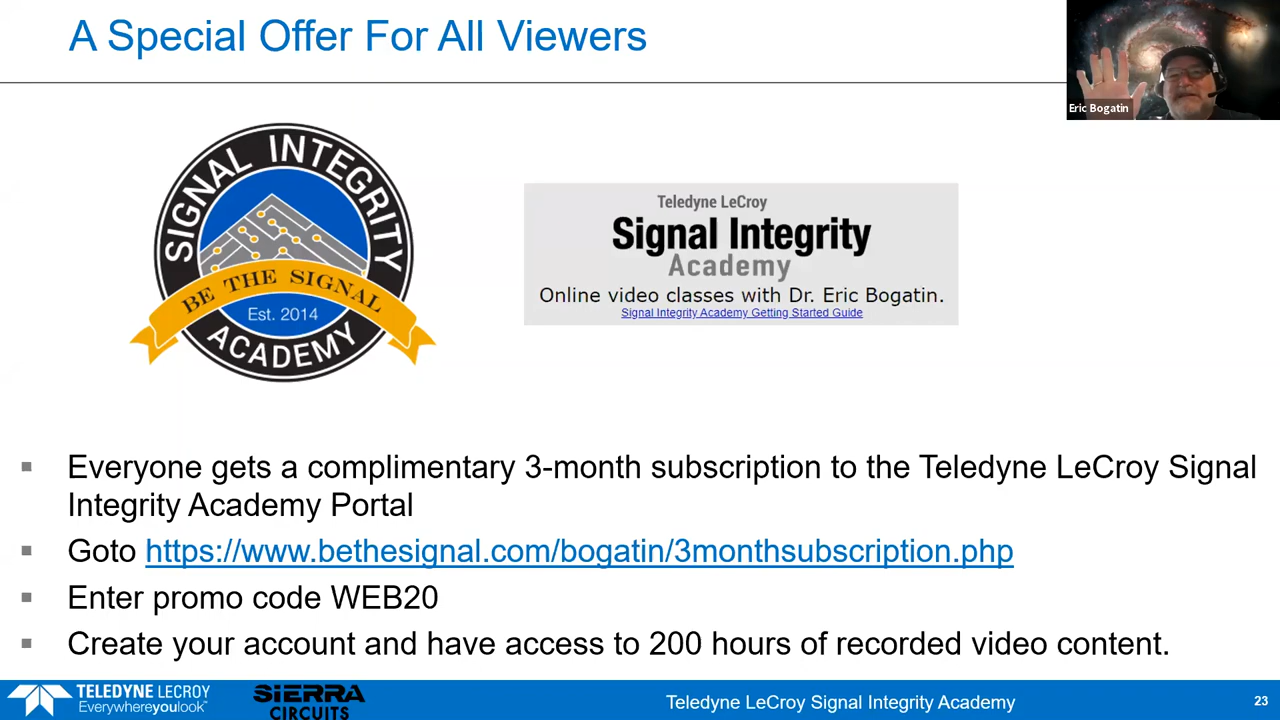 A Special Offer For All Viewers
Eric Bogatin
SIGNAL INTEGRITY
BE THE SIGNAL
Est. 2014
ACADEMY
Teledyne LeCroy
Signal Integrity
Academy
Online video classes with Dr. Eric Bogatin.
Signal Integrity Academy Getting Started Guide
Everyone gets a complimentary 3-month subscription to the Teledyne LeCroy Signal
Integrity Academy Portal
Goto https://www.bethesignal.com/bogatin/3monthsubscription.php
Enter promo code WEB20
Create your account and have access to 200 hours of recorded video content.
TELEDYNE LECROY
Everywhereyoulook™
SIERRA
CIRCUITS
Teledyne LeCroy Signal Integrity Academy
23